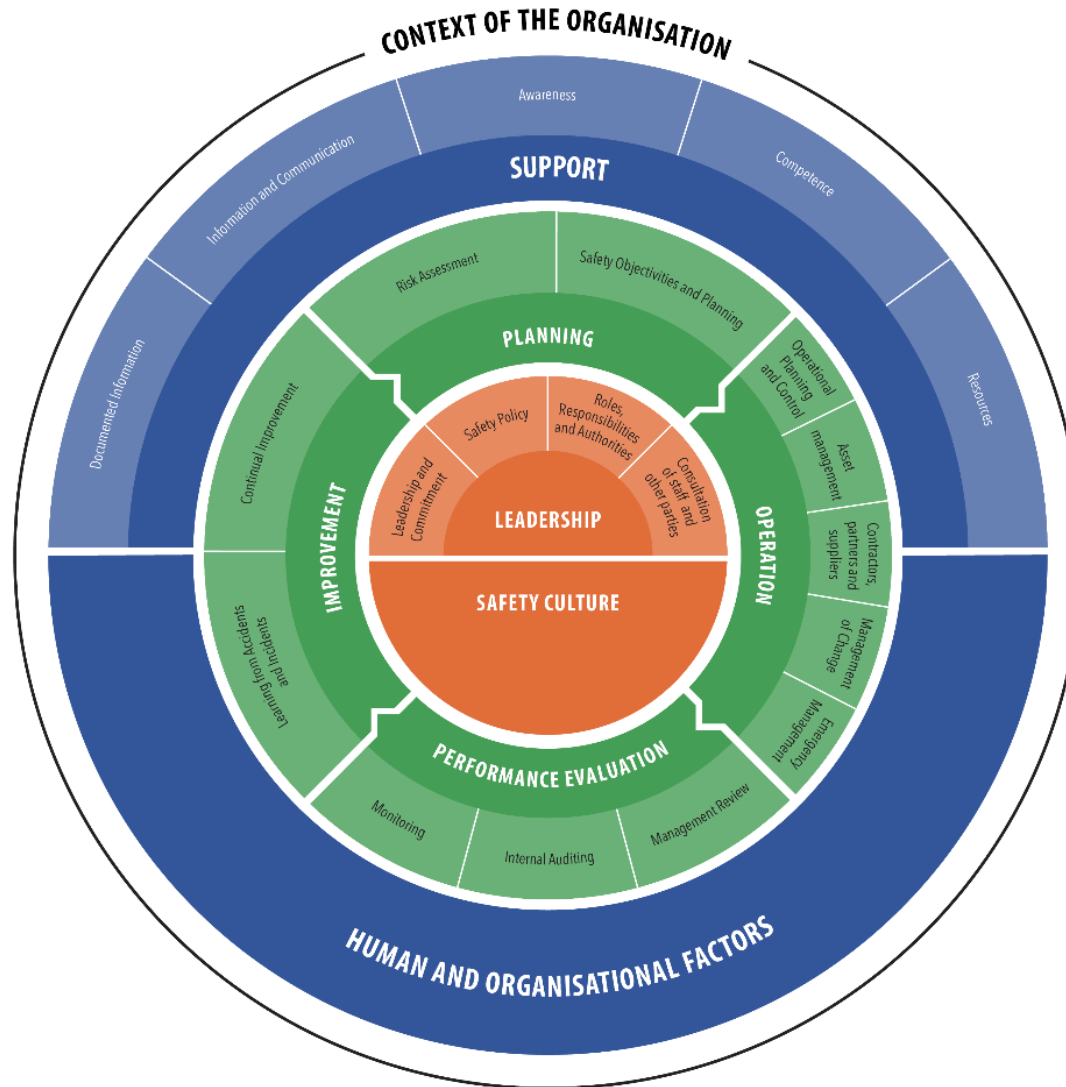 CONTEXT OF THE ORGANISATION
Awareness
Information and Communication
Competence
Documented Information
Resources
SUPPORT
Risk Assessment
Safety Objectivities and Planning
PLANNING
Continual Improvement
Learning from Accidents
and Incidents
IMPROVEMENT
Operational
Planning
and Control
Asset
management
Contractors,
partners and
suppliers
Management
of Change
Emergency
Management
OPERATION
Leadership and
Commitment
Safety Policy
Roles,
Responsibilities
and Authorities
Consultation
of staff and
other parties
LEADERSHIP
SAFETY CULTURE
PERFORMANCE EVALUATION
Monitoring
Internal Auditing
Management Review
HUMAN AND ORGANISATIONAL FACTORS